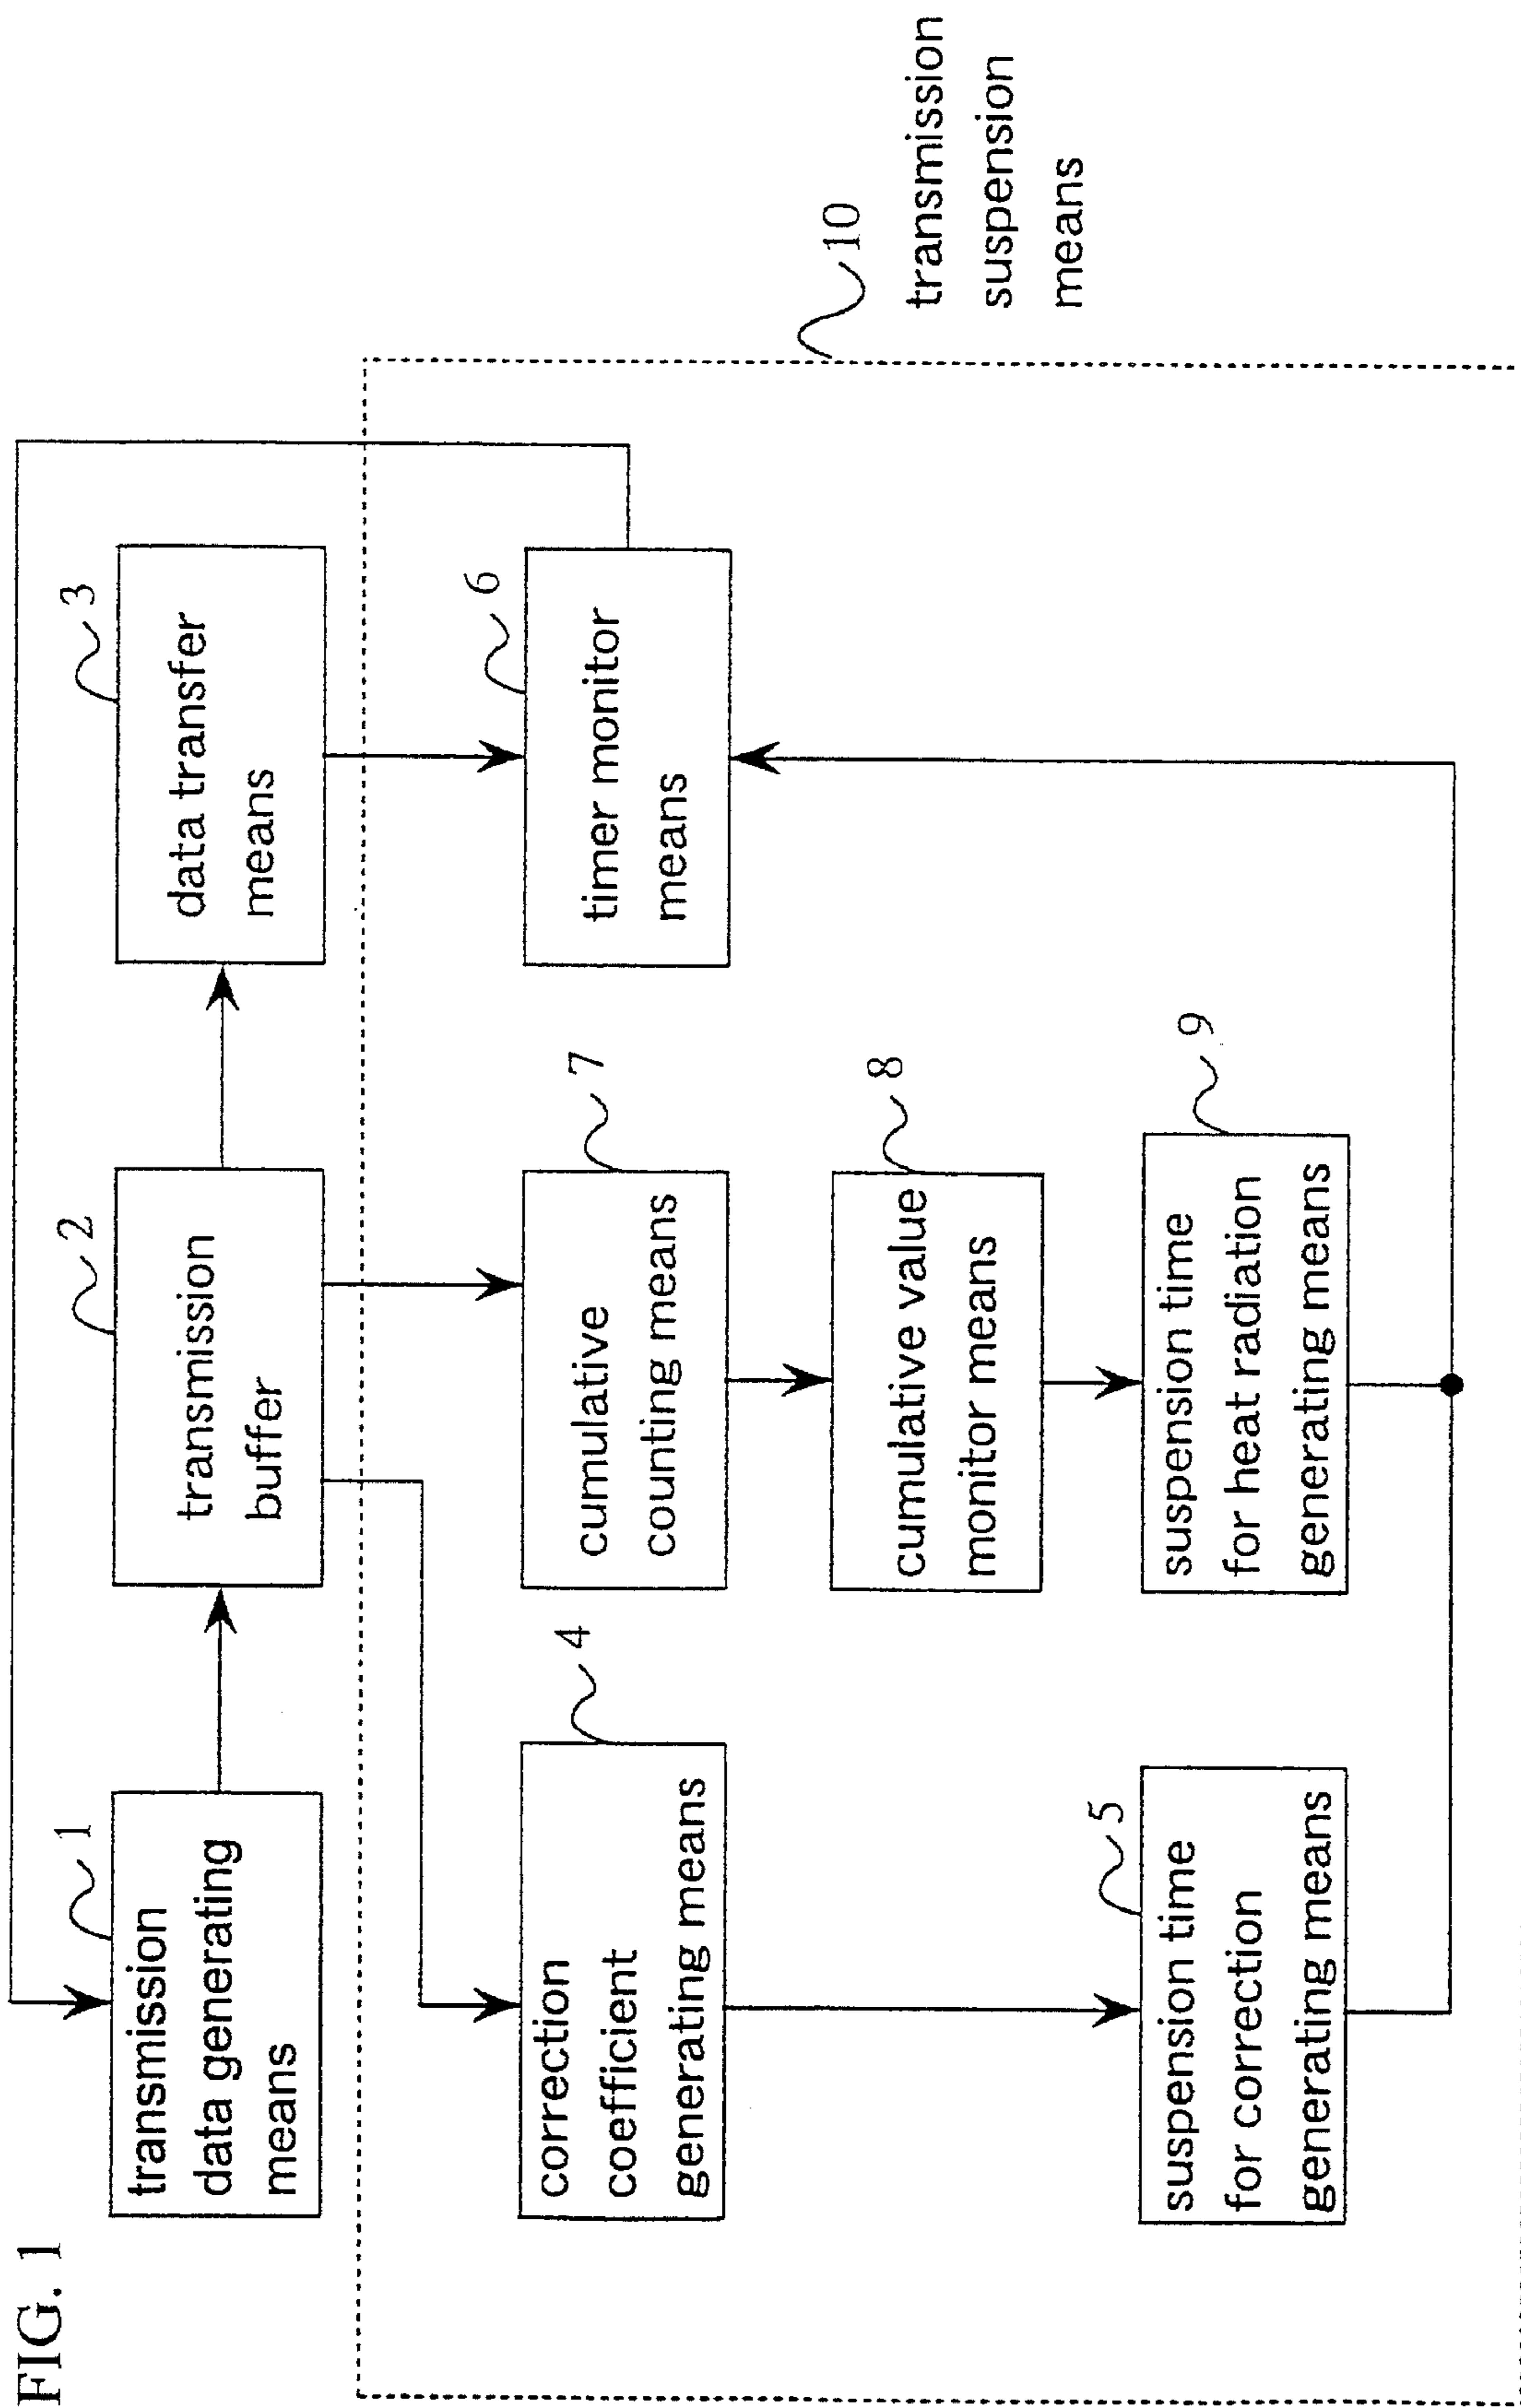 FIG. 1
1
transmission
data generating
means
2
transmission
buffer
3
data transfer
means
4
correction
coefficient
generating means
7
cumulative
counting means
6
timer monitor
means
8
cumulative value
monitor means
5
suspension time
for correction
generating means
9
suspension time
for heat radiation
generating means
10
transmission
suspension
means